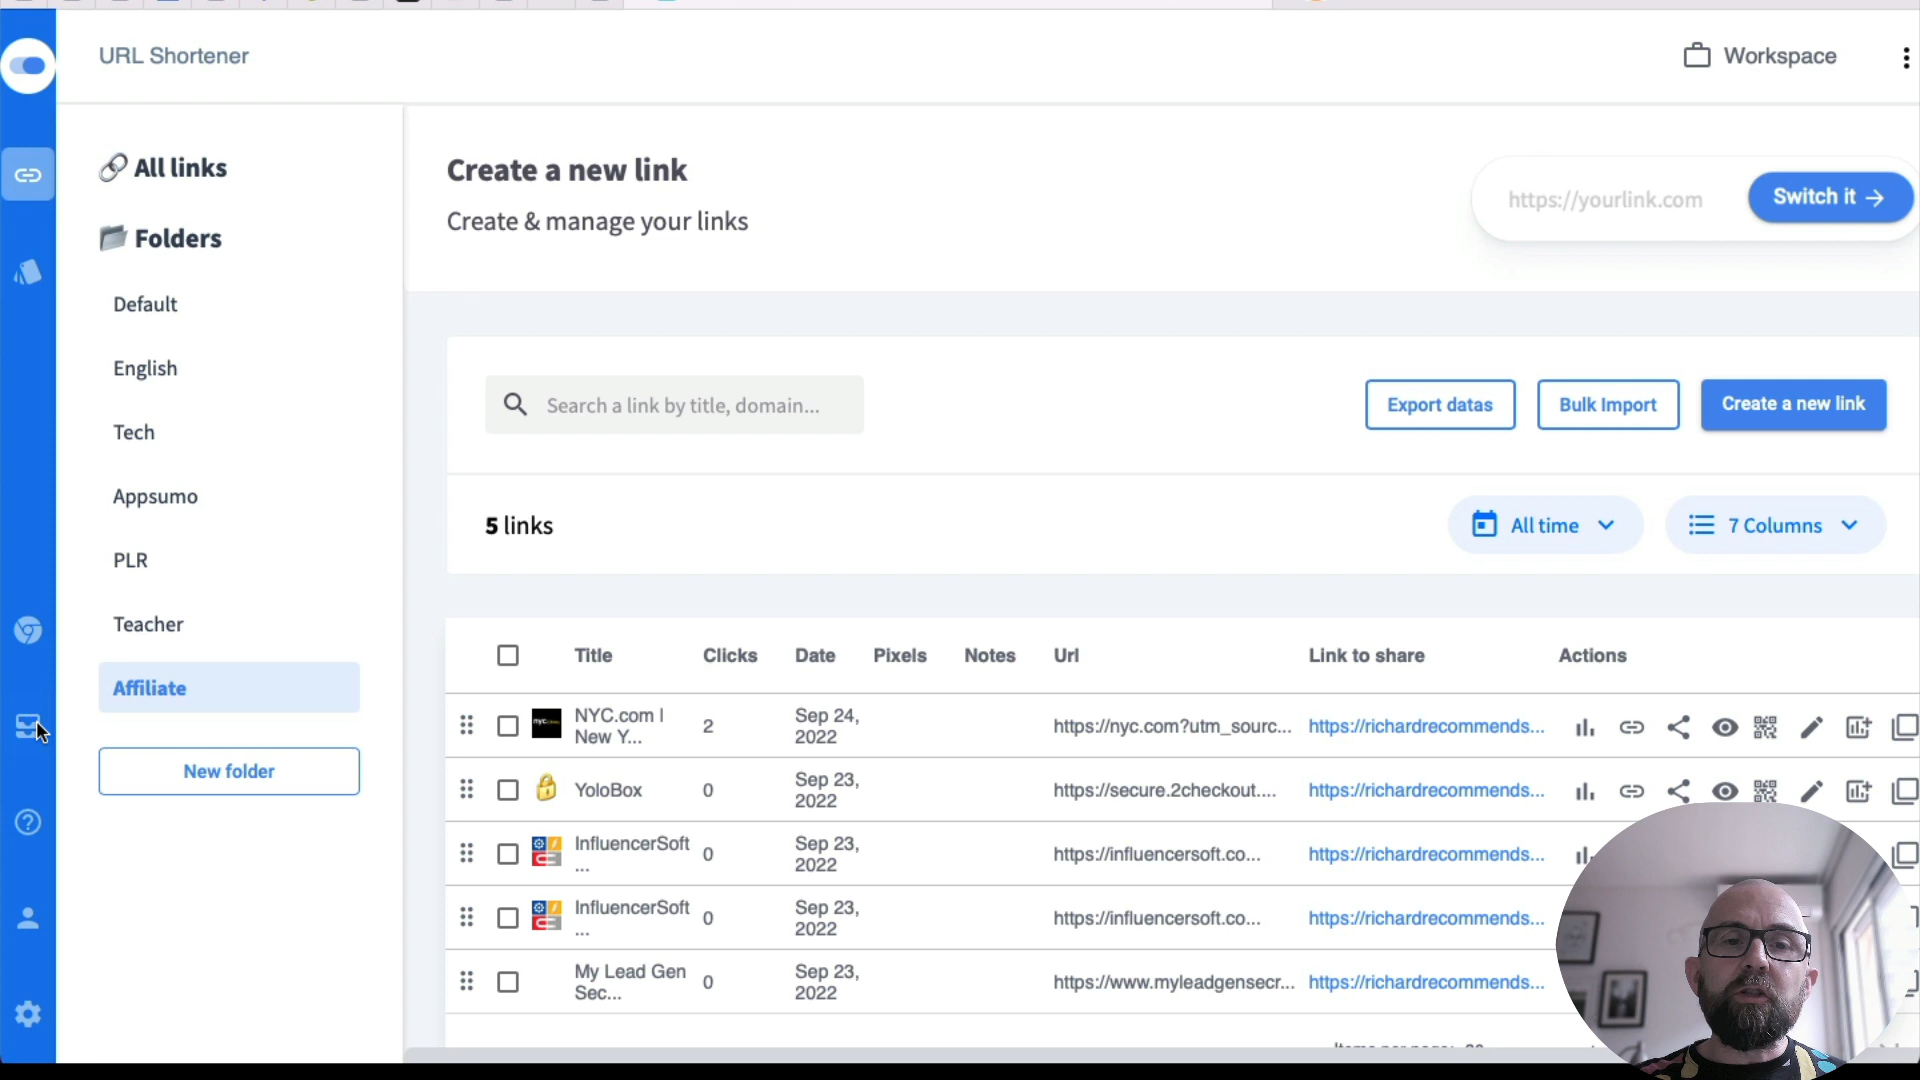 URL Shortener
Workspace
All links
Folders
Default
English
Tech
Appsumo
PLR
Teacher
Affiliate
New folder
Create a new link
Create & manage your links
https://yourlink.com
Switch it
Search a link by title, domain...
Export datas
Bulk Import
Create a new link
5 links
All time
7 Columns
Title Clicks Date Pixels Notes Url Link to share Actions
NYC.com | New Y... 2 Sep 24, 2022 https://nyc.com?utm_sourc... https://richardrecommends...
YoloBox 0 Sep 23, 2022 https://secure.2checkout.... https://richardrecommends...
InfluencerSoft ... 0 Sep 23, 2022 https://influencersoft.co... https://richardrecommends...
InfluencerSoft ... 0 Sep 23, 2022 https://influencersoft.co... https://richardrecommends...
My Lead Gen Sec... 0 Sep 23, 2022 https://www.myleadgensecr... https://richardrecommends...